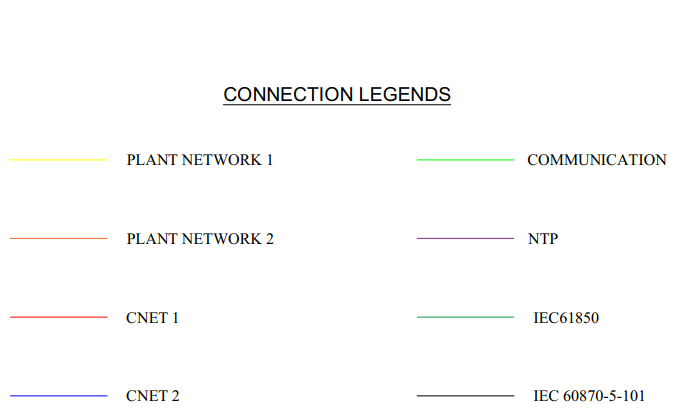 CONNECTION LEGENDS
PLANT NETWORK 1
COMMUNICATION
PLANT NETWORK 2
NTP
CNET 1
IEC61850
CNET 2
IEC 60870-5-101